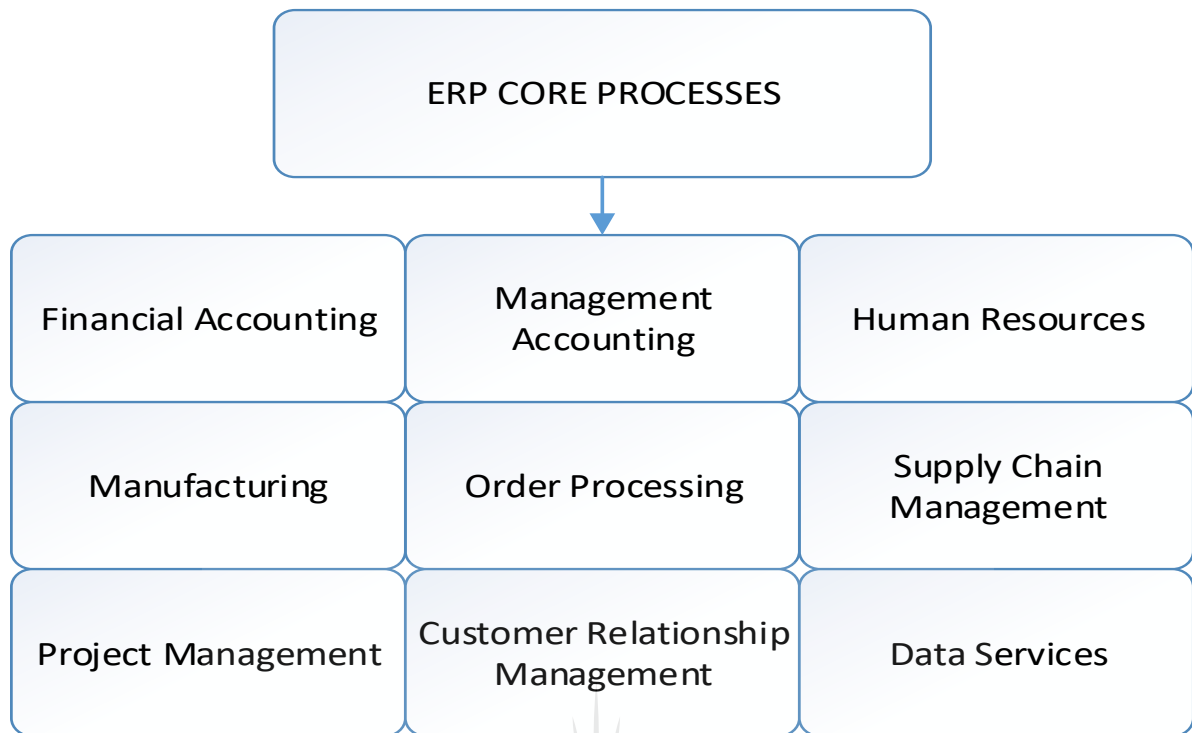 ERP CORE PROCESSES
Financial Accounting
Management
Accounting
Human Resources
Manufacturing
Order Processing
Supply Chain
Management
Project Management
Customer Relationship
Management
Data Services